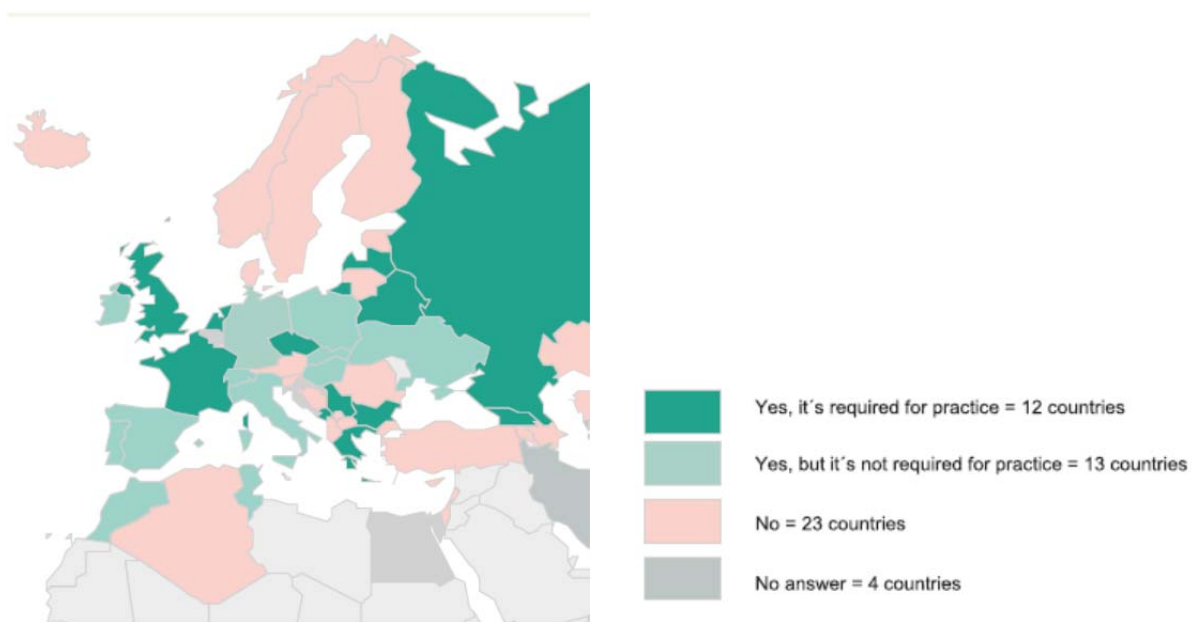 Yes, it´s required for practice = 12 countries
Yes, but it´s not required for practice = 13 countries
No = 23 countries
No answer = 4 countries